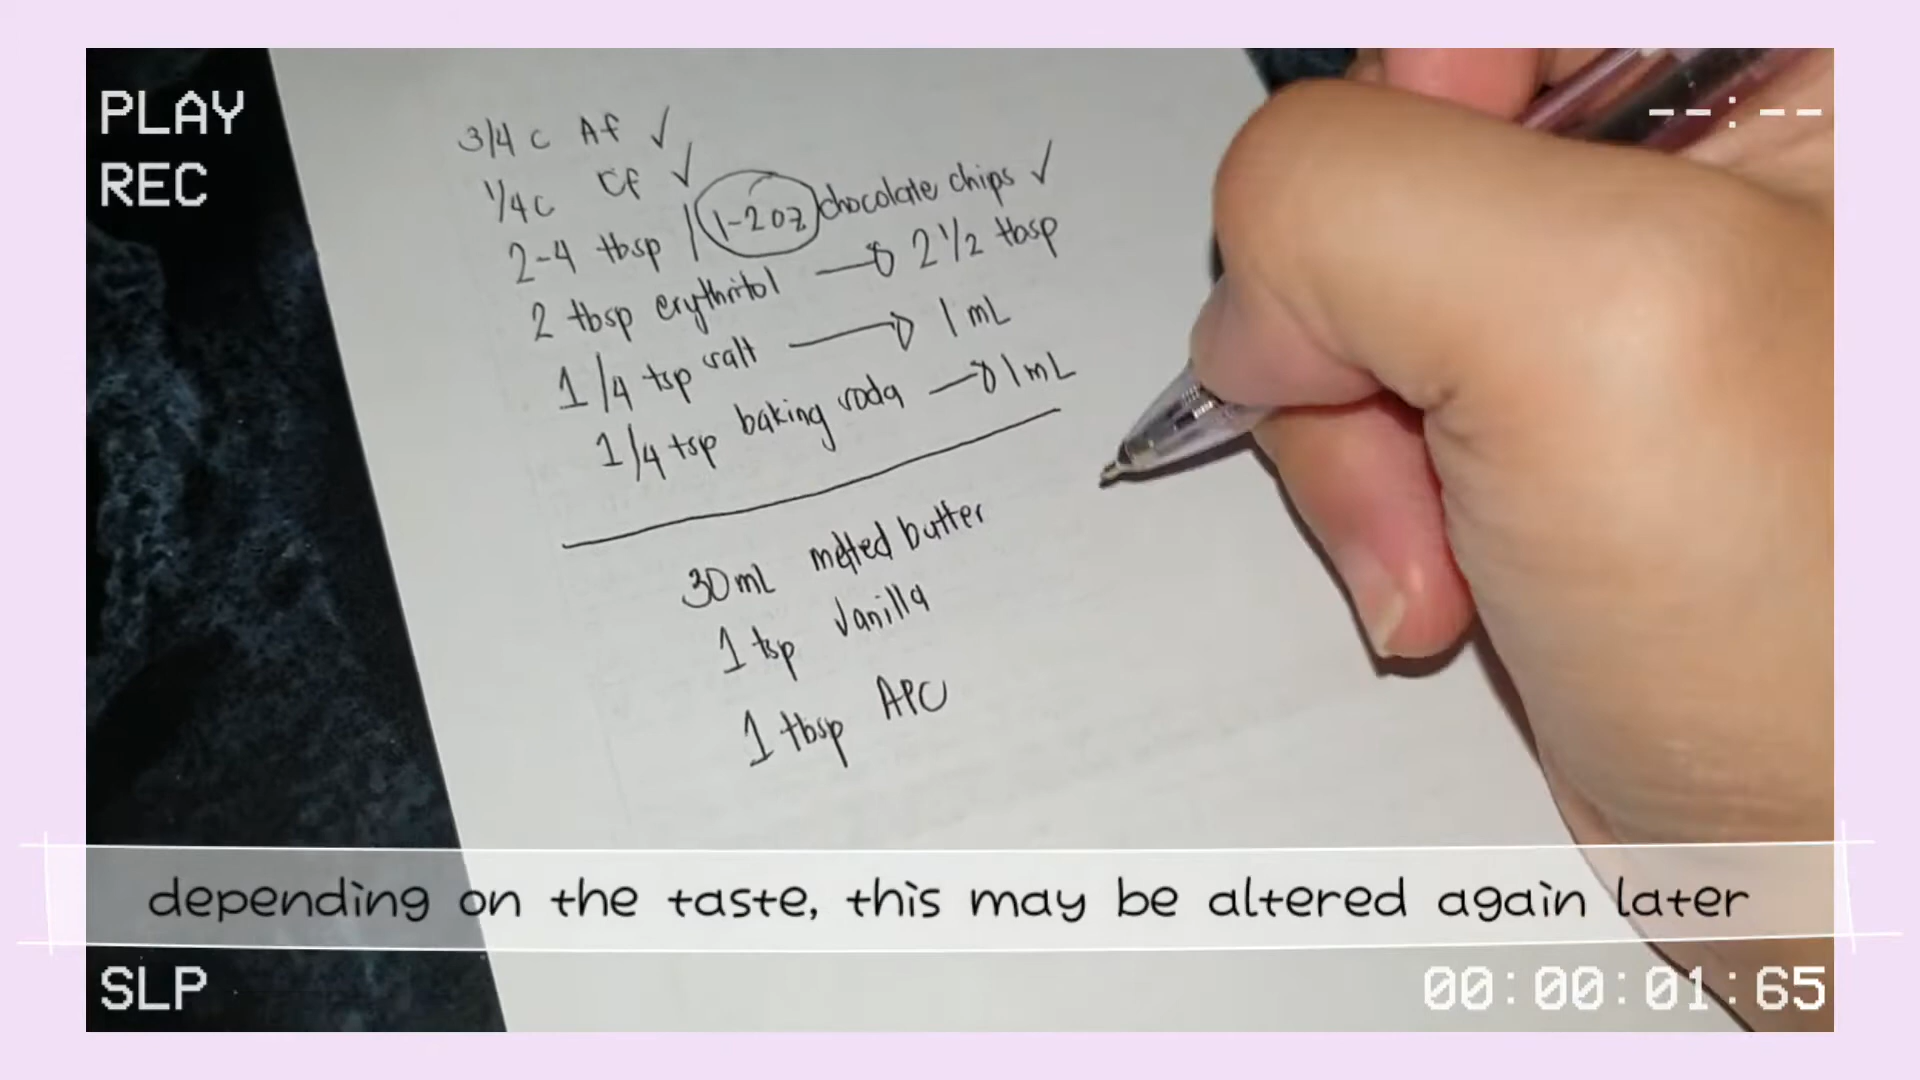 PLAY
REC
--:--
3/4 c Af ✓
1/4 c Cf ✓
2-4 tbsp / 1-2 oz chocolate chips ✓
2 tbsp erythritol → 2 1/2 tbsp
1/4 tsp salt → 1 mL
1/4 tsp baking soda → 1 mL
30 mL melted butter
1 tsp vanilla
1 tbsp APC
depending on the taste, this may be altered again later
SLP
00:00:01:65